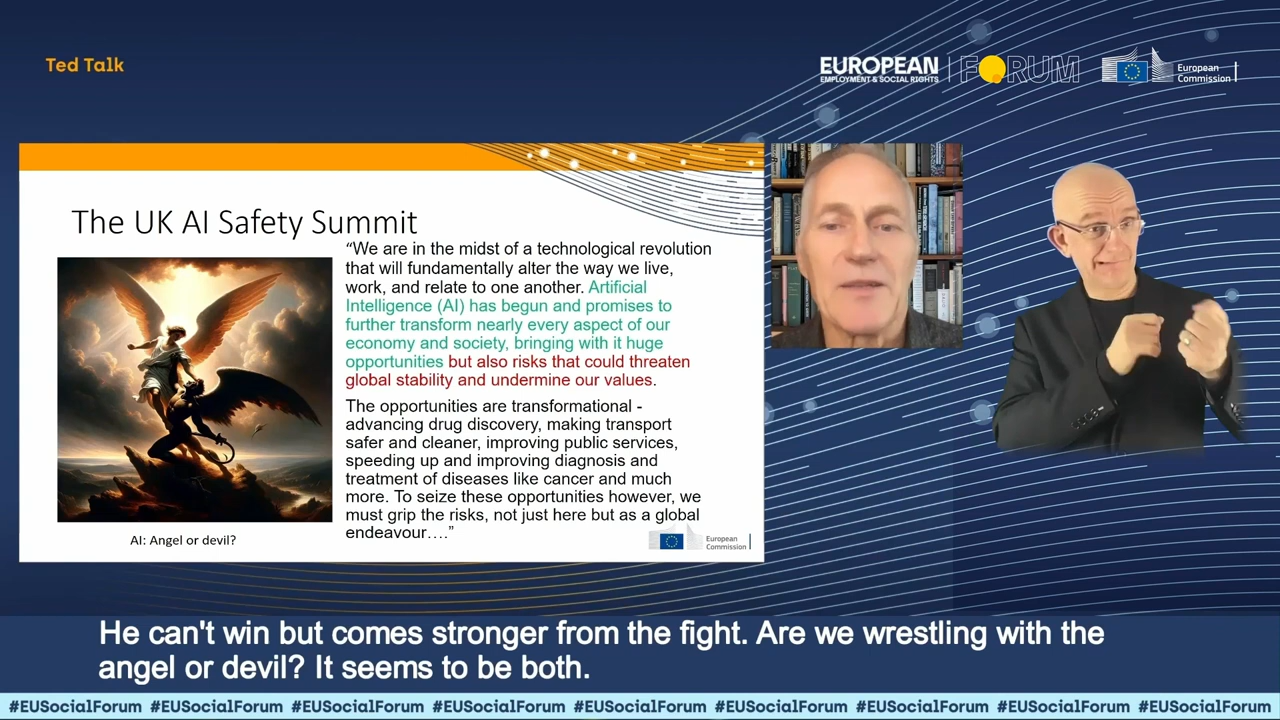 Ted Talk
EUROPEAN
EMPLOYMENT & SOCIAL RIGHTS
FORUM
European
Commission
The UK AI Safety Summit
“We are in the midst of a technological revolution
that will fundamentally alter the way we live,
work, and relate to one another. Artificial
Intelligence (AI) has begun and promises to
further transform nearly every aspect of our
economy and society, bringing with it huge
opportunities but also risks that could threaten
global stability and undermine our values.
The opportunities are transformational -
advancing drug discovery, making transport
safer and cleaner, improving public services,
speeding up and improving diagnosis and
treatment of diseases like cancer and much
more. To seize these opportunities however, we
must grip the risks, not just here but as a global
endeavour….”
AI: Angel or devil?
European
Commission
He can't win but comes stronger from the fight. Are we wrestling with the
angel or devil? It seems to be both.
#EUSocialForum #EUSocialForum #EUSocialForum #EUSocialForum #EUSocialForum #EUSocialForum #EUSocialForum #EUSocialForum #EUSocialForum